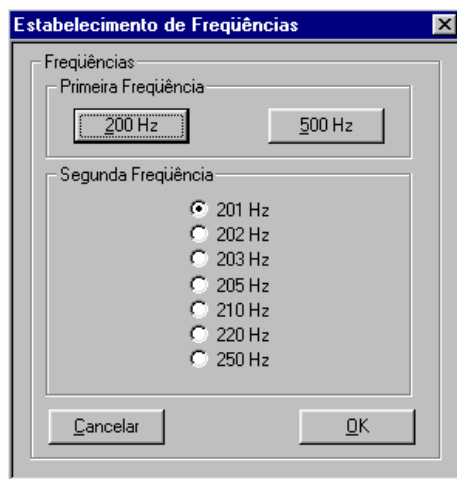 Estabelecimento de Freqüências
Freqüências
Primeira Freqüência
200 Hz 500 Hz
Segunda Freqüência
201 Hz
202 Hz
203 Hz
205 Hz
210 Hz
220 Hz
250 Hz
Cancelar OK